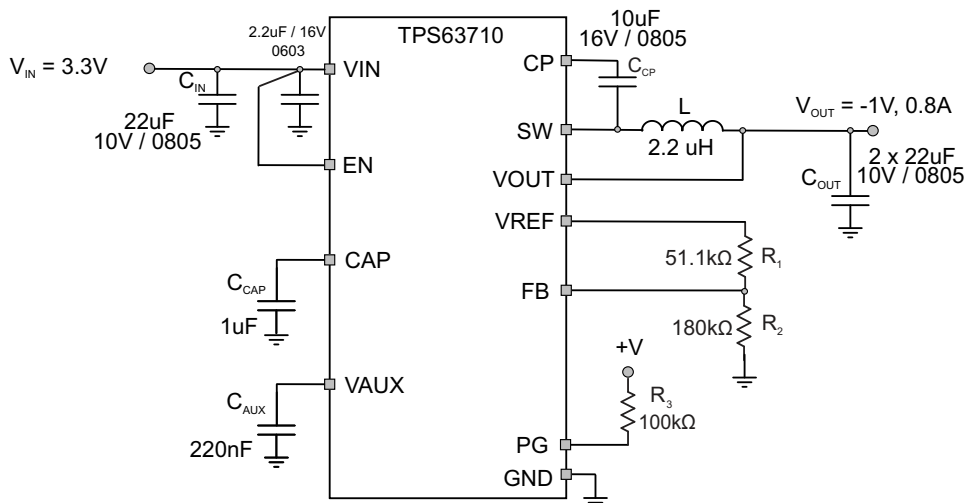 TPS63710
2.2uF / 16V
0603
10uF
16V / 0805
V_IN = 3.3V
VIN
CP
C_CP
C_IN
22uF
10V / 0805
SW
L
2.2 uH
V_OUT = -1V, 0.8A
EN
VOUT
2 x 22uF
10V / 0805
C_OUT
VREF
CAP
51.1kΩ
R_1
C_CAP
1uF
FB
180kΩ
R_2
+V
VAUX
C_AUX
220nF
R_3
100kΩ
PG
GND